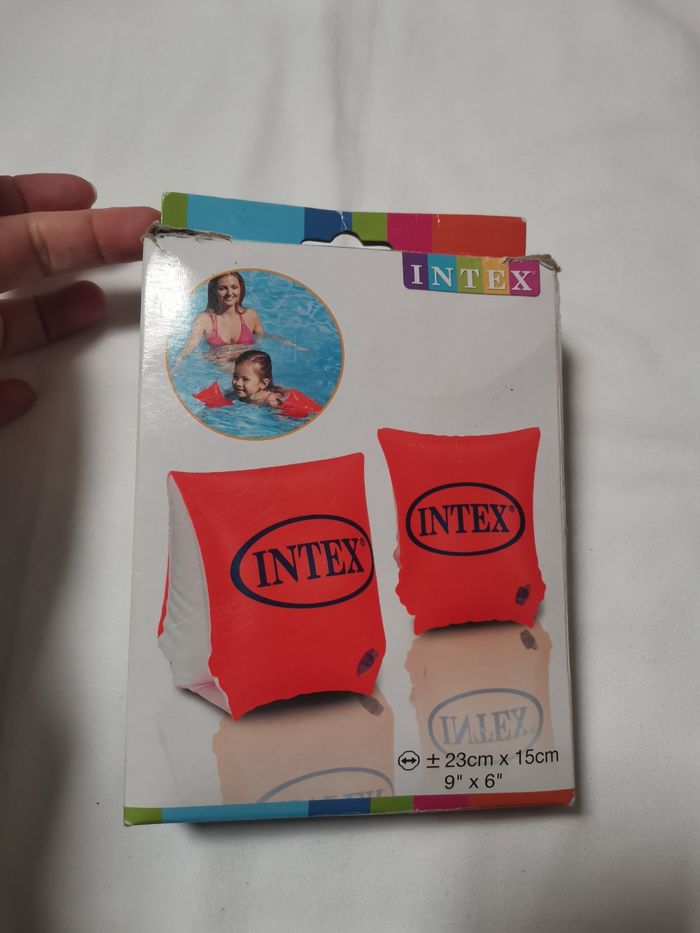 INTEX®
INTEX®
INTEX®
± 23cm x 15cm
9" x 6"